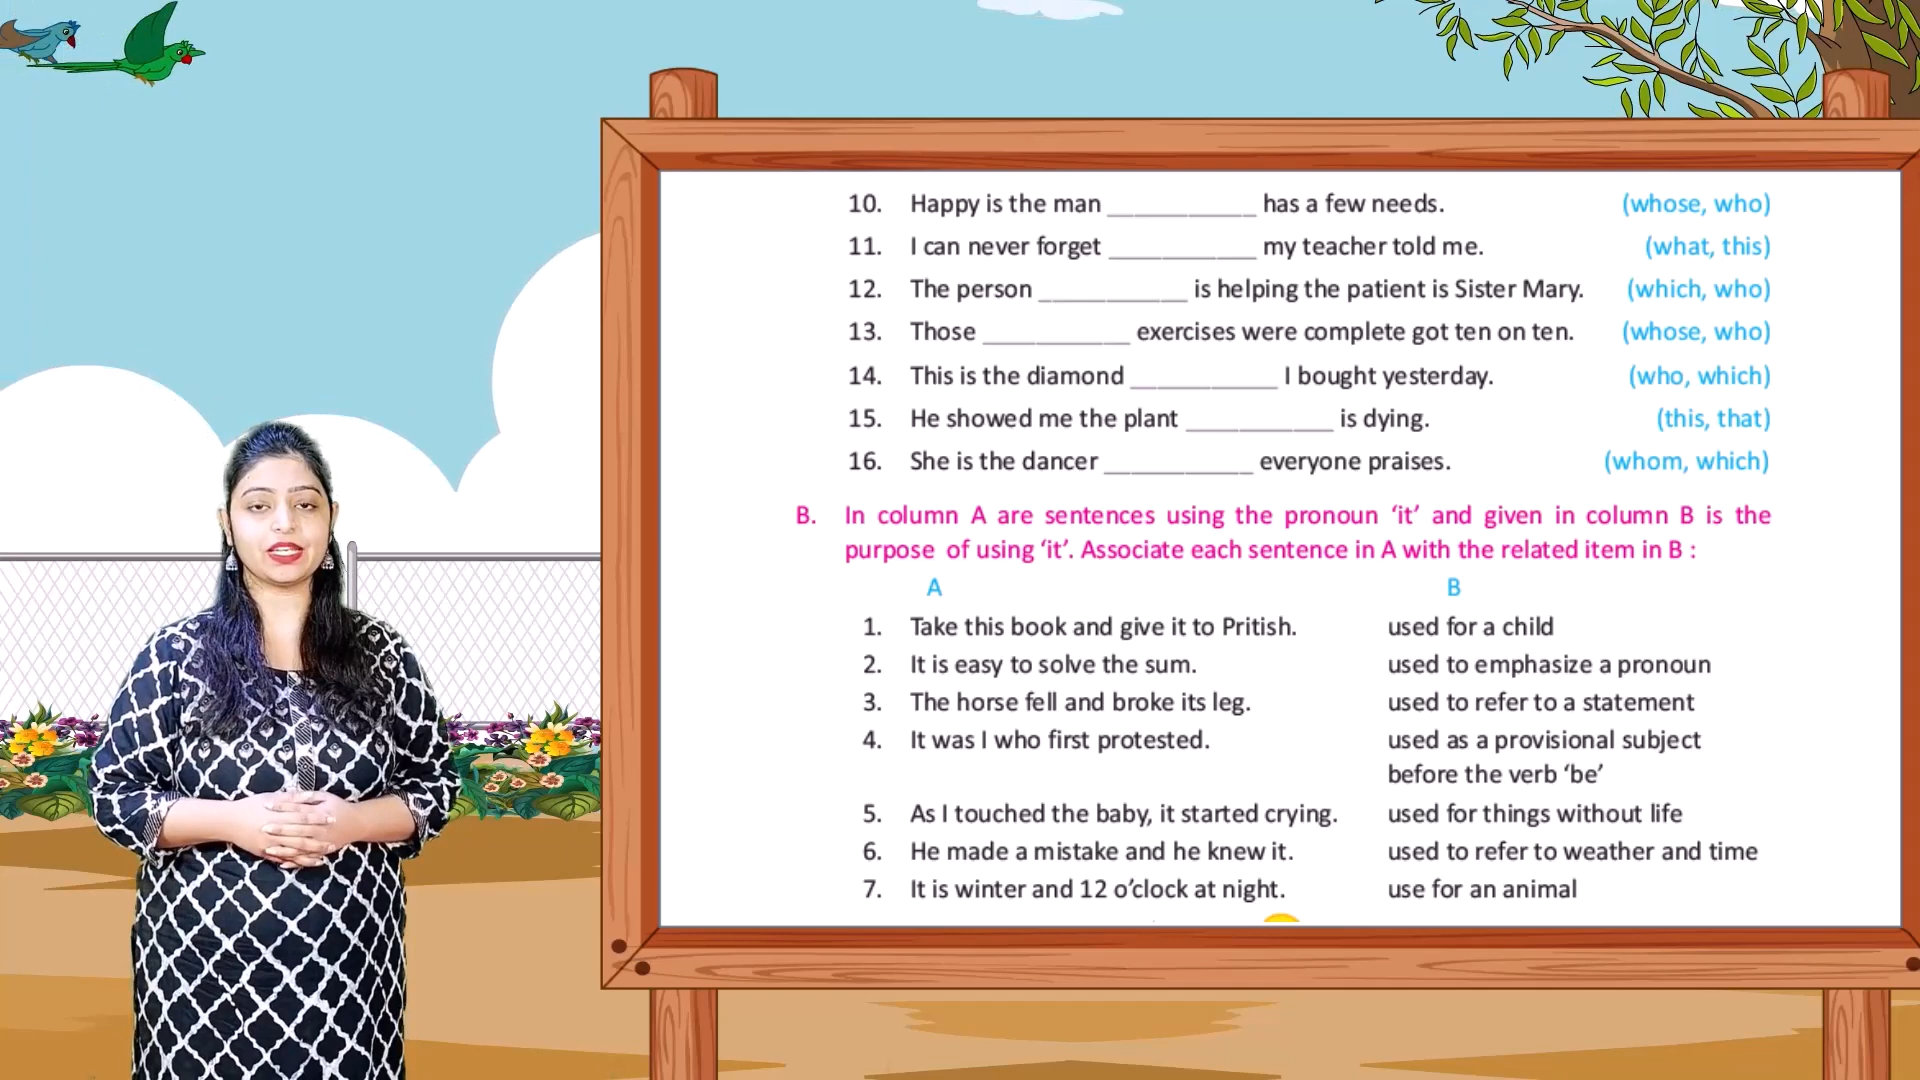 10. Happy is the man ___________ has a few needs. (whose, who)
11. I can never forget ___________ my teacher told me. (what, this)
12. The person ___________ is helping the patient is Sister Mary. (which, who)
13. Those ___________ exercises were complete got ten on ten. (whose, who)
14. This is the diamond ___________ I bought yesterday. (who, which)
15. He showed me the plant ___________ is dying. (this, that)
16. She is the dancer ___________ everyone praises. (whom, which)
B. In column A are sentences using the pronoun ‘it’ and given in column B is the
purpose of using ‘it’. Associate each sentence in A with the related item in B :
A B
1. Take this book and give it to Pritish. used for a child
2. It is easy to solve the sum. used to emphasize a pronoun
3. The horse fell and broke its leg. used to refer to a statement
4. It was I who first protested. used as a provisional subject
before the verb ‘be’
5. As I touched the baby, it started crying. used for things without life
6. He made a mistake and he knew it. used to refer to weather and time
7. It is winter and 12 o’clock at night. use for an animal